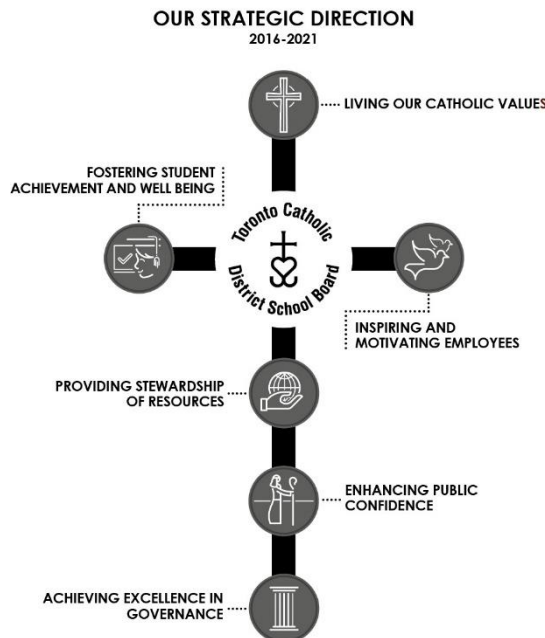 OUR STRATEGIC DIRECTION
2016-2021
LIVING OUR CATHOLIC VALUES
FOSTERING STUDENT
ACHIEVEMENT AND WELL BEING
Toronto Catholic
District School Board
INSPIRING AND
MOTIVATING EMPLOYEES
PROVIDING STEWARDSHIP
OF RESOURCES
ENHANCING PUBLIC
CONFIDENCE
ACHIEVING EXCELLENCE IN
GOVERNANCE